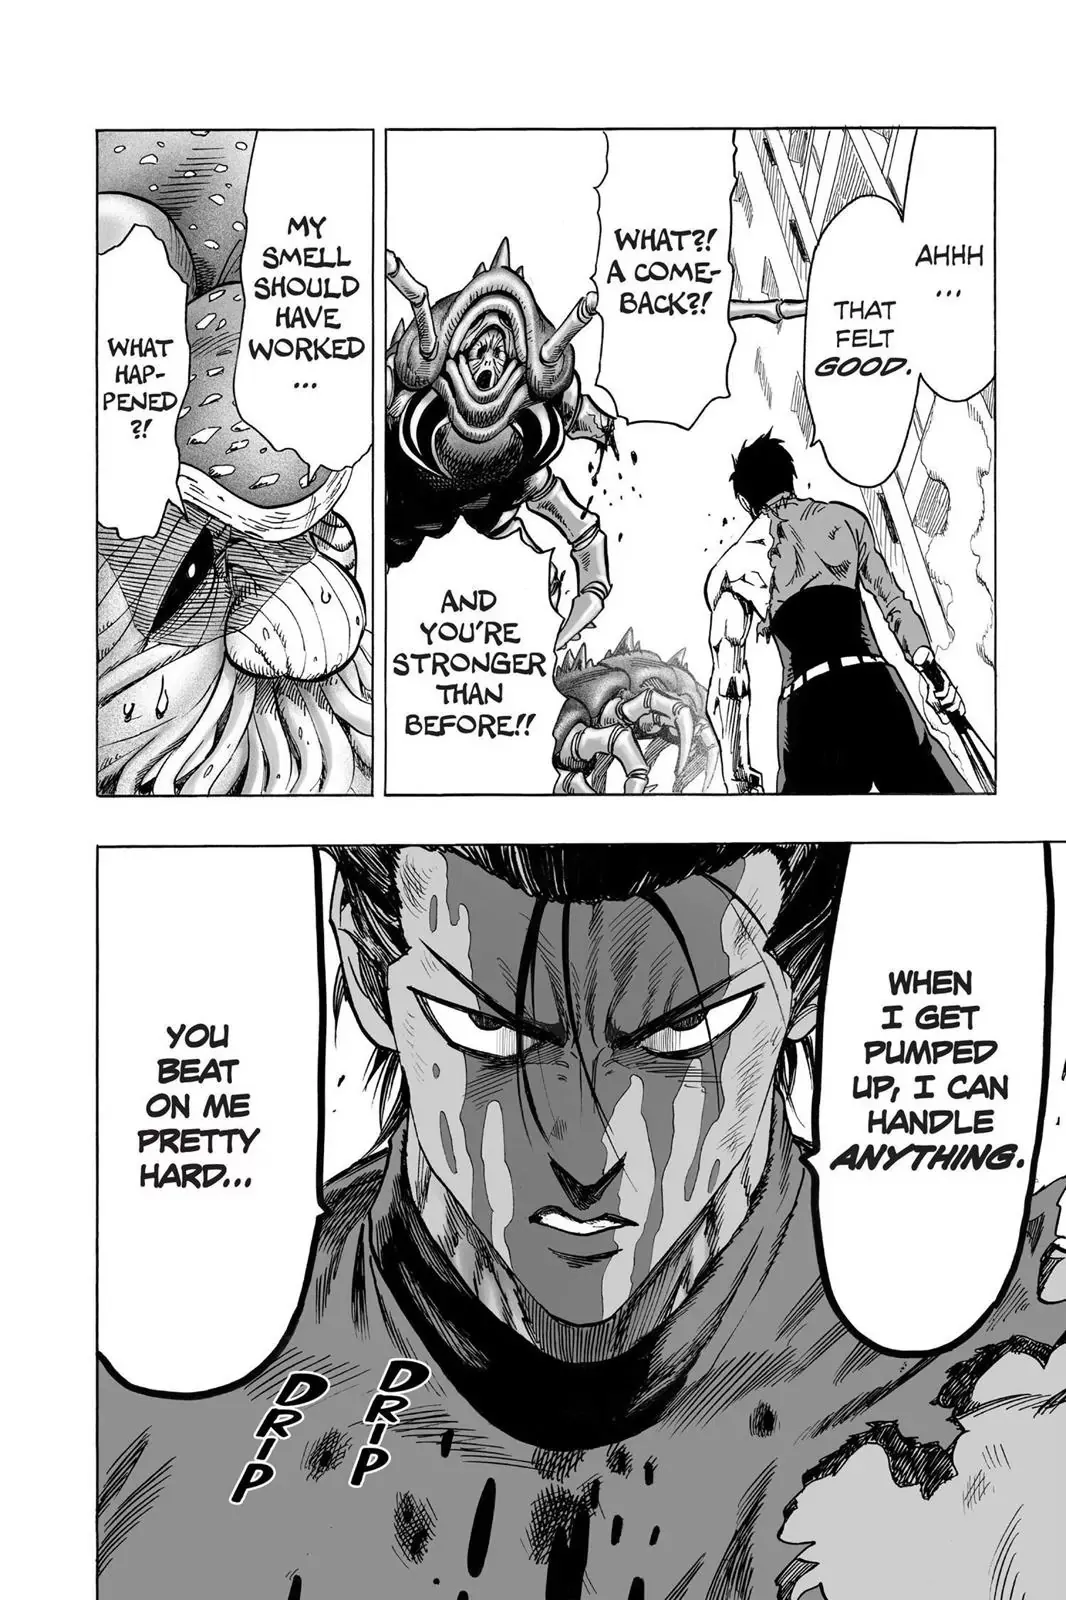 AHHH
...
THAT
FELT
GOOD.
WHAT?!
A COME-
BACK?!
AND
YOU'RE
STRONGER
THAN
BEFORE!!
MY
SMELL
SHOULD
HAVE
WORKED
...
WHAT
HAP-
PENED
?!
WHEN
I GET
PUMPED
UP, I CAN
HANDLE
ANYTHING.
YOU
BEAT
ON ME
PRETTY
HARD...
DRIP
DRIP